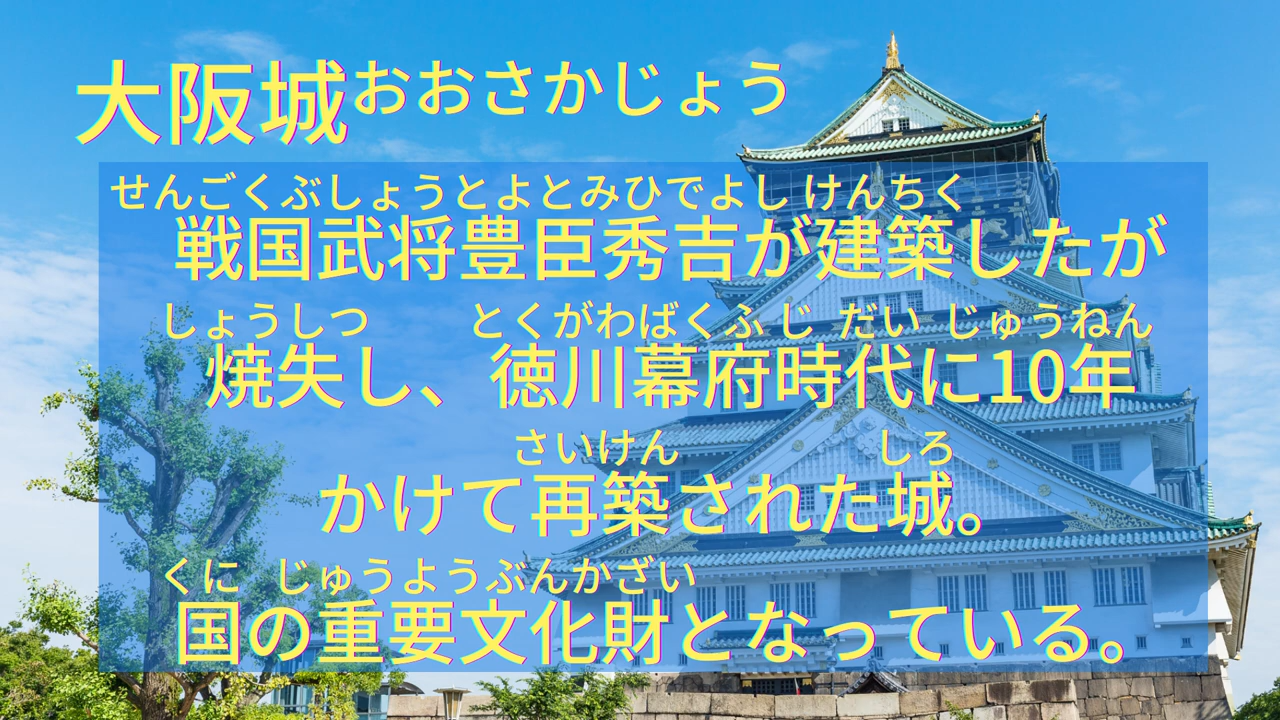 大阪城おおさかじょう
せんごくぶしょうとよとみひでよし けんちく
戦国武将豊臣秀吉が建築したが
しょうしつ とくがわばくふ じ だい じゅうねん
焼失し、徳川幕府時代に10年
さいけん しろ
かけて再築された城。
くに じゅうようぶんかざい
国の重要文化財となっている。